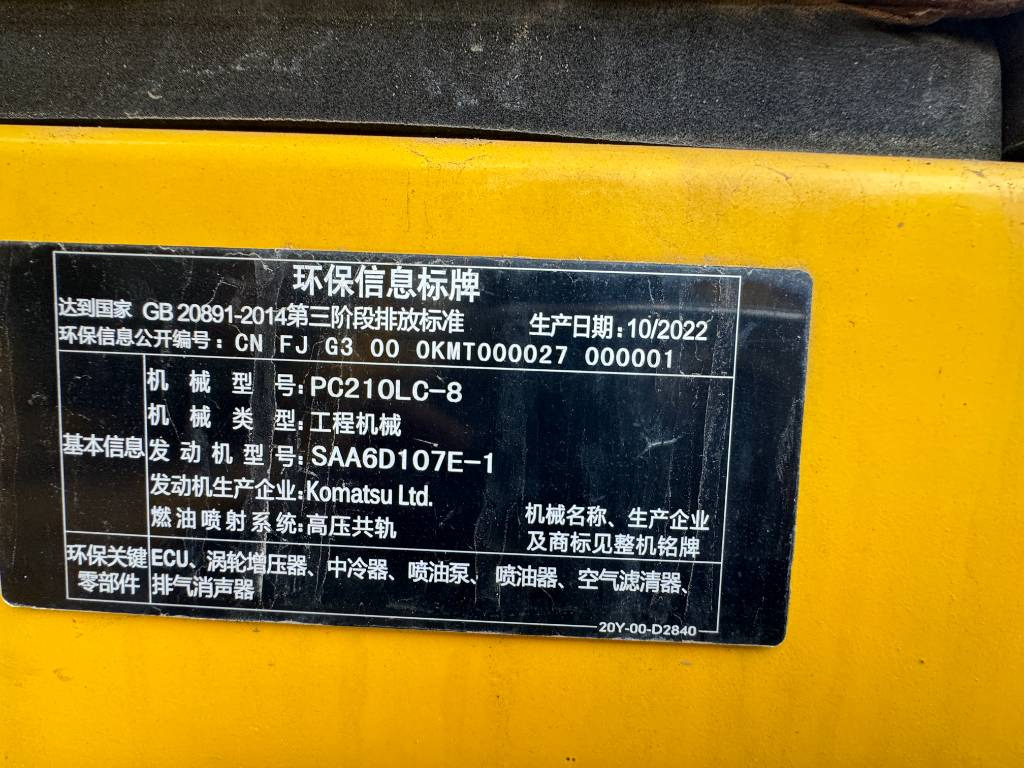 环保信息标牌
达到国家 GB 20891-2014第三阶段排放标准 生产日期:10/2022
环保信息公开编号:CN FJ G3 00 0KMT000027 000001
基本信息
机械型号:PC210LC-8
机械类型:工程机械
发动机型号:SAA6D107E-1
发动机生产企业:Komatsu Ltd.
燃油喷射系统:高压共轨
机械名称、生产企业
及商标见整机铭牌
环保关键
零部件
ECU、涡轮增压器、中冷器、喷油泵、喷油器、空气滤清器、
排气消声器
20Y-00-D2840